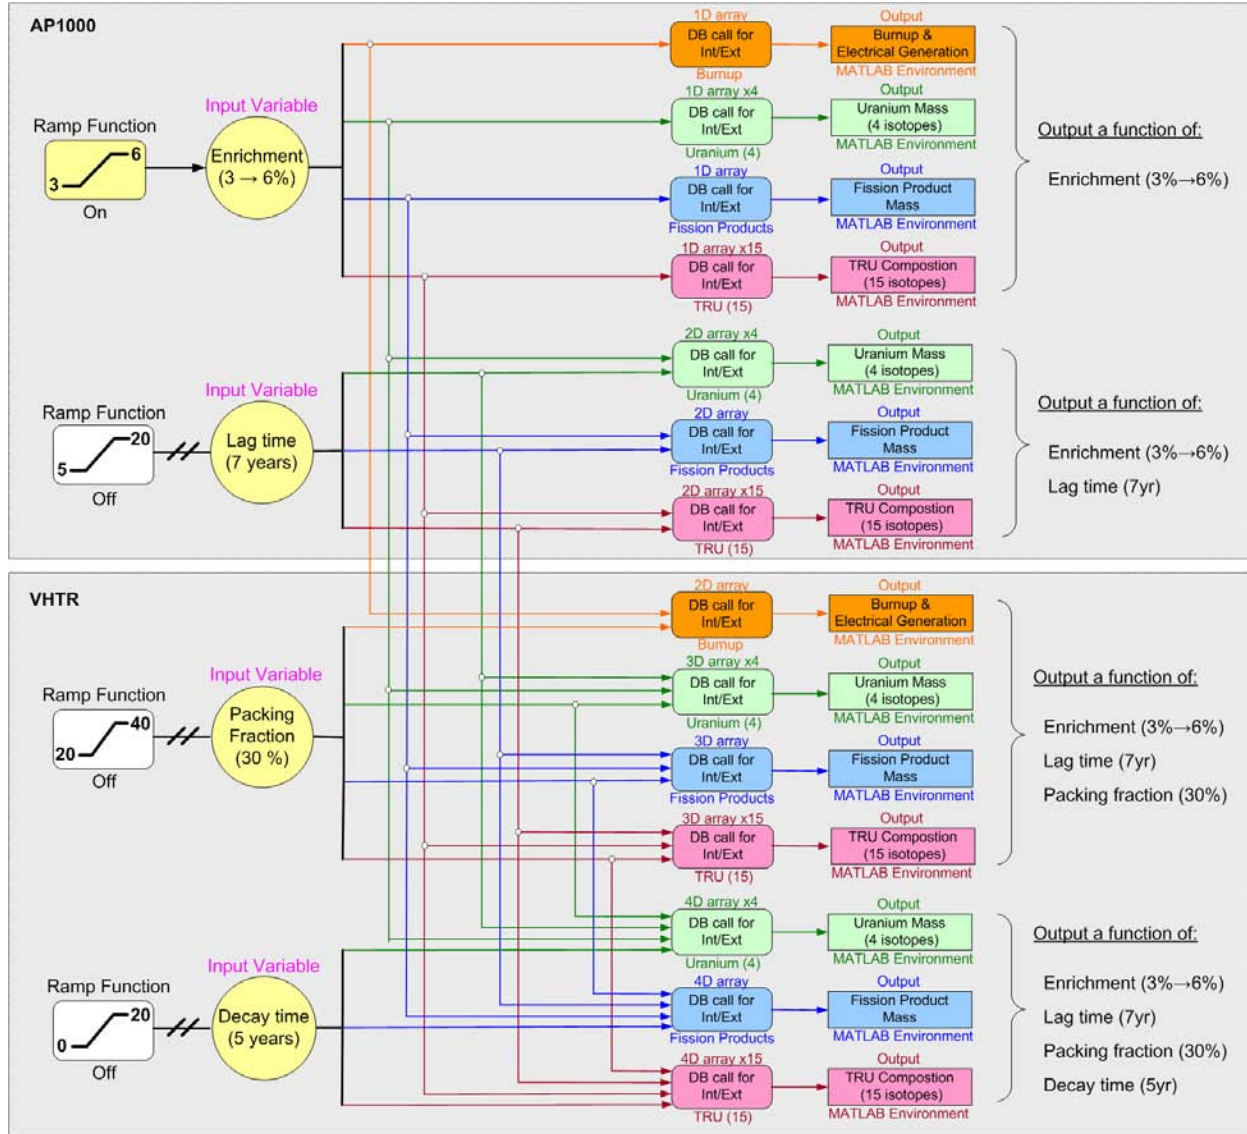 AP1000
Ramp Function
3
6
On
Input Variable
Enrichment
(3 → 6%)
1D array
DB call for
Int/Ext
Burnup
Output
Burnup &
Electrical Generation
MATLAB Environment
1D array x4
DB call for
Int/Ext
Uranium (4)
Output
Uranium Mass
(4 isotopes)
MATLAB Environment
1D array
DB call for
Int/Ext
Fission Products
Output
Fission Product
Mass
MATLAB Environment
1D array x15
DB call for
Int/Ext
TRU (15)
Output
TRU Compostion
(15 isotopes)
MATLAB Environment
Output a function of:
Enrichment (3%→6%)
Ramp Function
5
20
Off
Input Variable
Lag time
(7 years)
2D array x4
DB call for
Int/Ext
Uranium (4)
Output
Uranium Mass
(4 isotopes)
MATLAB Environment
2D array
DB call for
Int/Ext
Fission Products
Output
Fission Product
Mass
MATLAB Environment
2D array x15
DB call for
Int/Ext
TRU (15)
Output
TRU Compostion
(15 isotopes)
MATLAB Environment
Output a function of:
Enrichment (3%→6%)
Lag time (7yr)
VHTR
Ramp Function
20
40
Off
Input Variable
Packing
Fraction
(30 %)
2D array
DB call for
Int/Ext
Burnup
Output
Burnup &
Electrical Generation
MATLAB Environment
3D array x4
DB call for
Int/Ext
Uranium (4)
Output
Uranium Mass
(4 isotopes)
MATLAB Environment
3D array
DB call for
Int/Ext
Fission Products
Output
Fission Product
Mass
MATLAB Environment
3D array x15
DB call for
Int/Ext
TRU (15)
Output
TRU Compostion
(15 isotopes)
MATLAB Environment
Output a function of:
Enrichment (3%→6%)
Lag time (7yr)
Packing fraction (30%)
Ramp Function
0
20
Off
Input Variable
Decay time
(5 years)
4D array x4
DB call for
Int/Ext
Uranium (4)
Output
Uranium Mass
(4 isotopes)
MATLAB Environment
4D array
DB call for
Int/Ext
Fission Products
Output
Fission Product
Mass
MATLAB Environment
4D array x15
DB call for
Int/Ext
TRU (15)
Output
TRU Compostion
(15 isotopes)
MATLAB Environment
Output a function of:
Enrichment (3%→6%)
Lag time (7yr)
Packing fraction (30%)
Decay time (5yr)